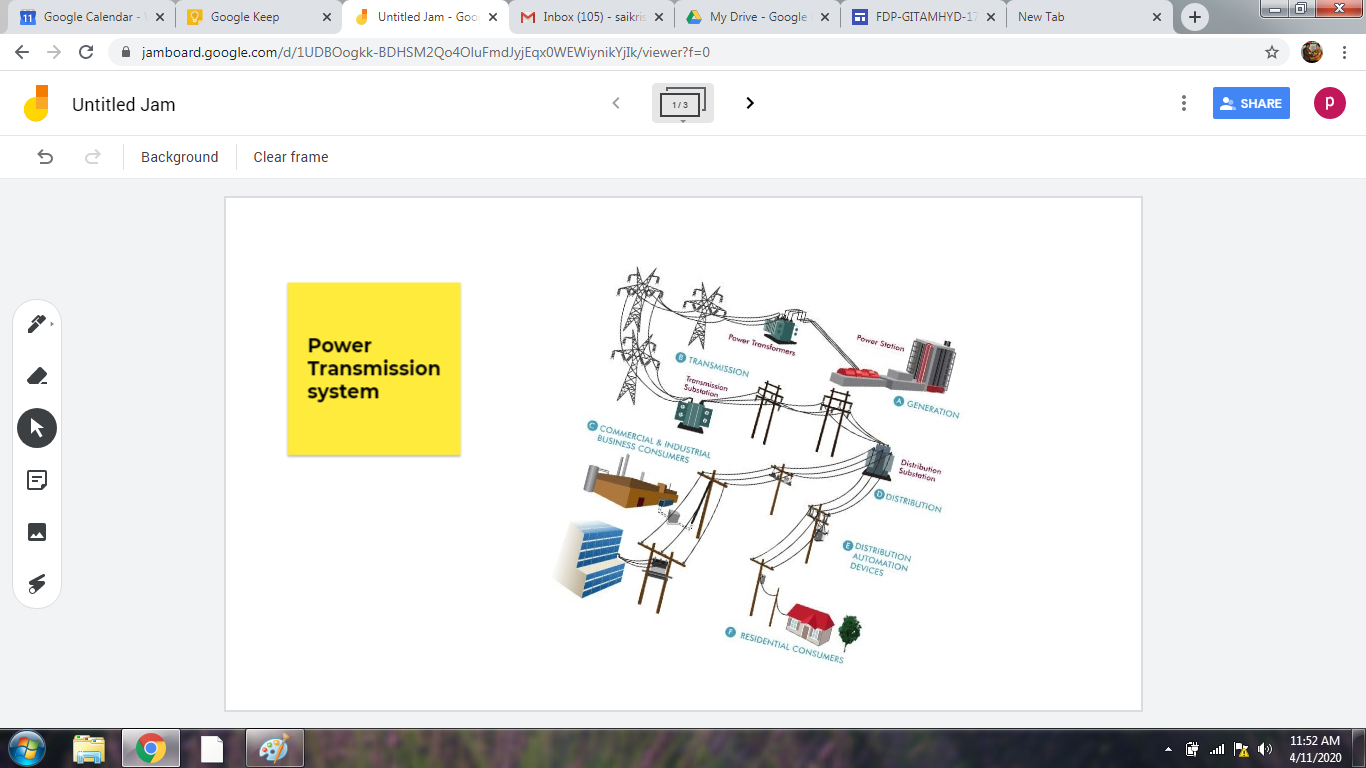 Google Calendar -
Google Keep
Untitled Jam - Goo
Inbox (105) - saikris
My Drive - Google
FDP-GITAMHYD-17
New Tab
jamboard.google.com/d/1UDBOogkk-BDHSM2Qo4OluFmdJyjEqx0WEWiynikYjIk/viewer?f=0
Untitled Jam
1 / 3
SHARE
p
Background
Clear frame
Power
Transmission
system
Power Transformers
Power Station
B TRANSMISSION
A GENERATION
Transmission
Substation
C COMMERCIAL & INDUSTRIAL
BUSINESS CONSUMERS
Distribution
Substation
D DISTRIBUTION
E DISTRIBUTION
AUTOMATION
DEVICES
F RESIDENTIAL CONSUMERS
11:52 AM
4/11/2020